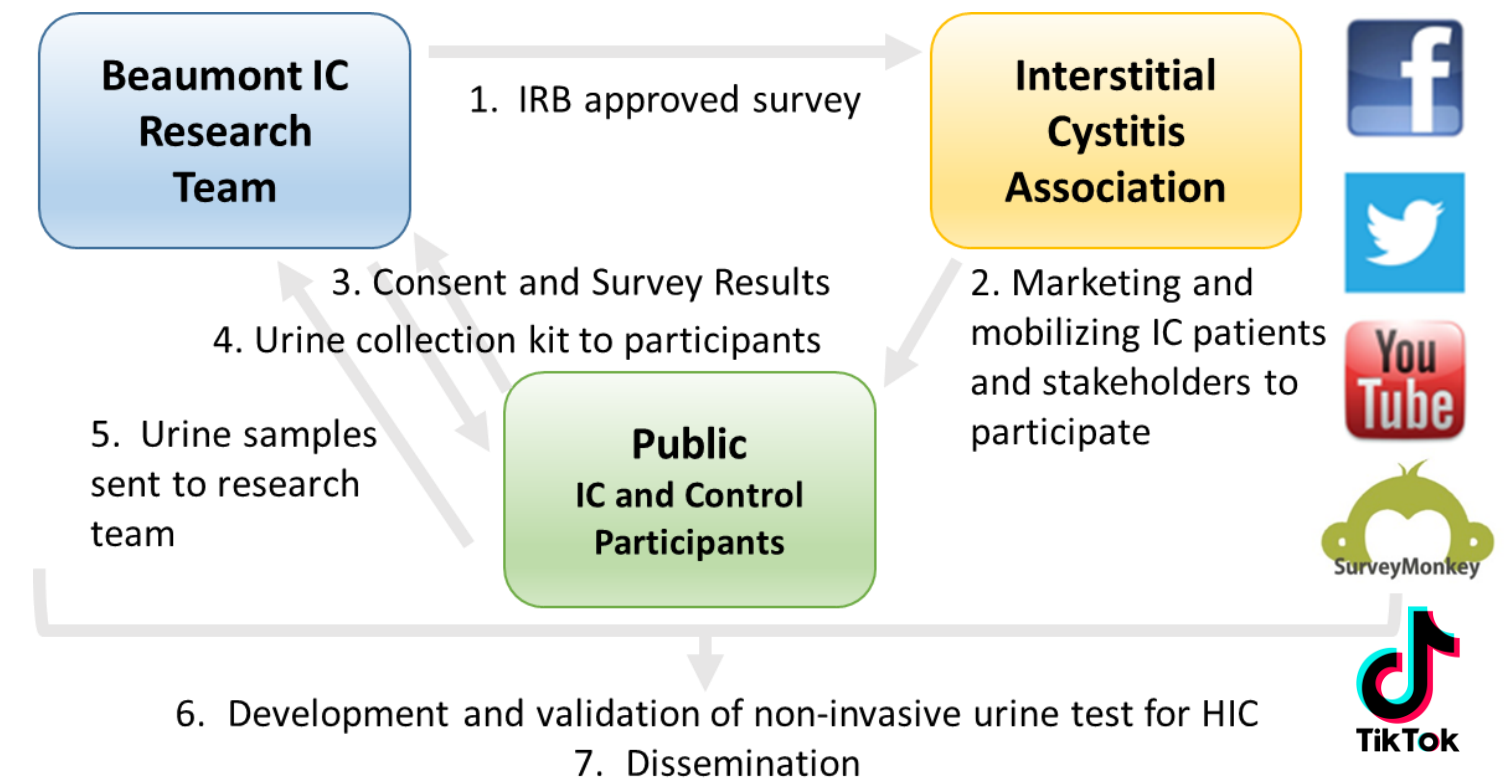 Beaumont IC
Research
Team
1. IRB approved survey
Interstitial
Cystitis
Association
f
3. Consent and Survey Results
4. Urine collection kit to participants
2. Marketing and
mobilizing IC patients
and stakeholders to
participate
You
Tube
5. Urine samples
sent to research
team
Public
IC and Control
Participants
SurveyMonkey
6. Development and validation of non-invasive urine test for HIC
7. Dissemination
TikTok